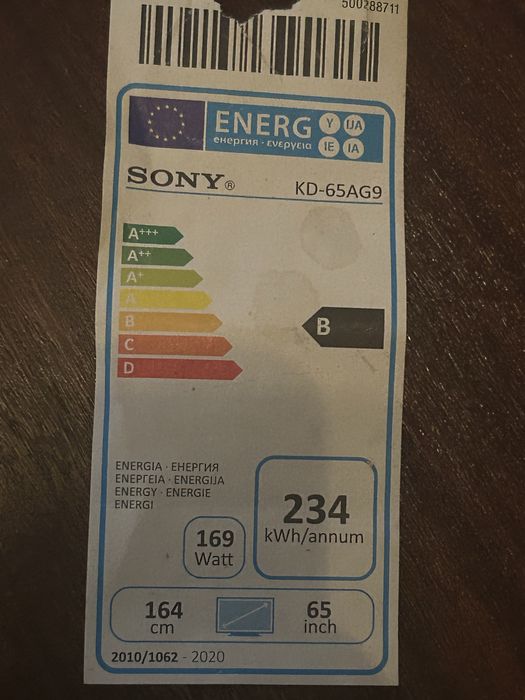 500288711
ENERG Y IJA
енергия · ενεργεια IE IA
SONY® KD-65AG9
A+++
A++
A+
A
B
B
C
D
ENERGIA · ЕНЕРГИЯ
ΕΝΕΡΓΕΙΑ · ENERGIJA
ENERGY · ENERGIE
ENERGI
234
kWh/annum
169
Watt
164
cm
65
inch
2010/1062 - 2020